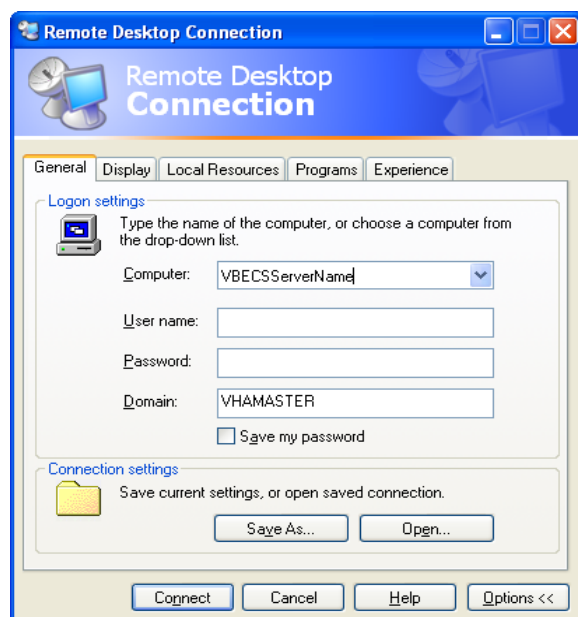 Remote Desktop Connection
Remote Desktop
Connection
General Display Local Resources Programs Experience
Logon settings
Type the name of the computer, or choose a computer from
the drop-down list.
Computer: VBECSServerName
User name:
Password:
Domain: VHAMASTER
Save my password
Connection settings
Save current settings, or open saved connection.
Save As... Open...
Connect Cancel Help Options <<